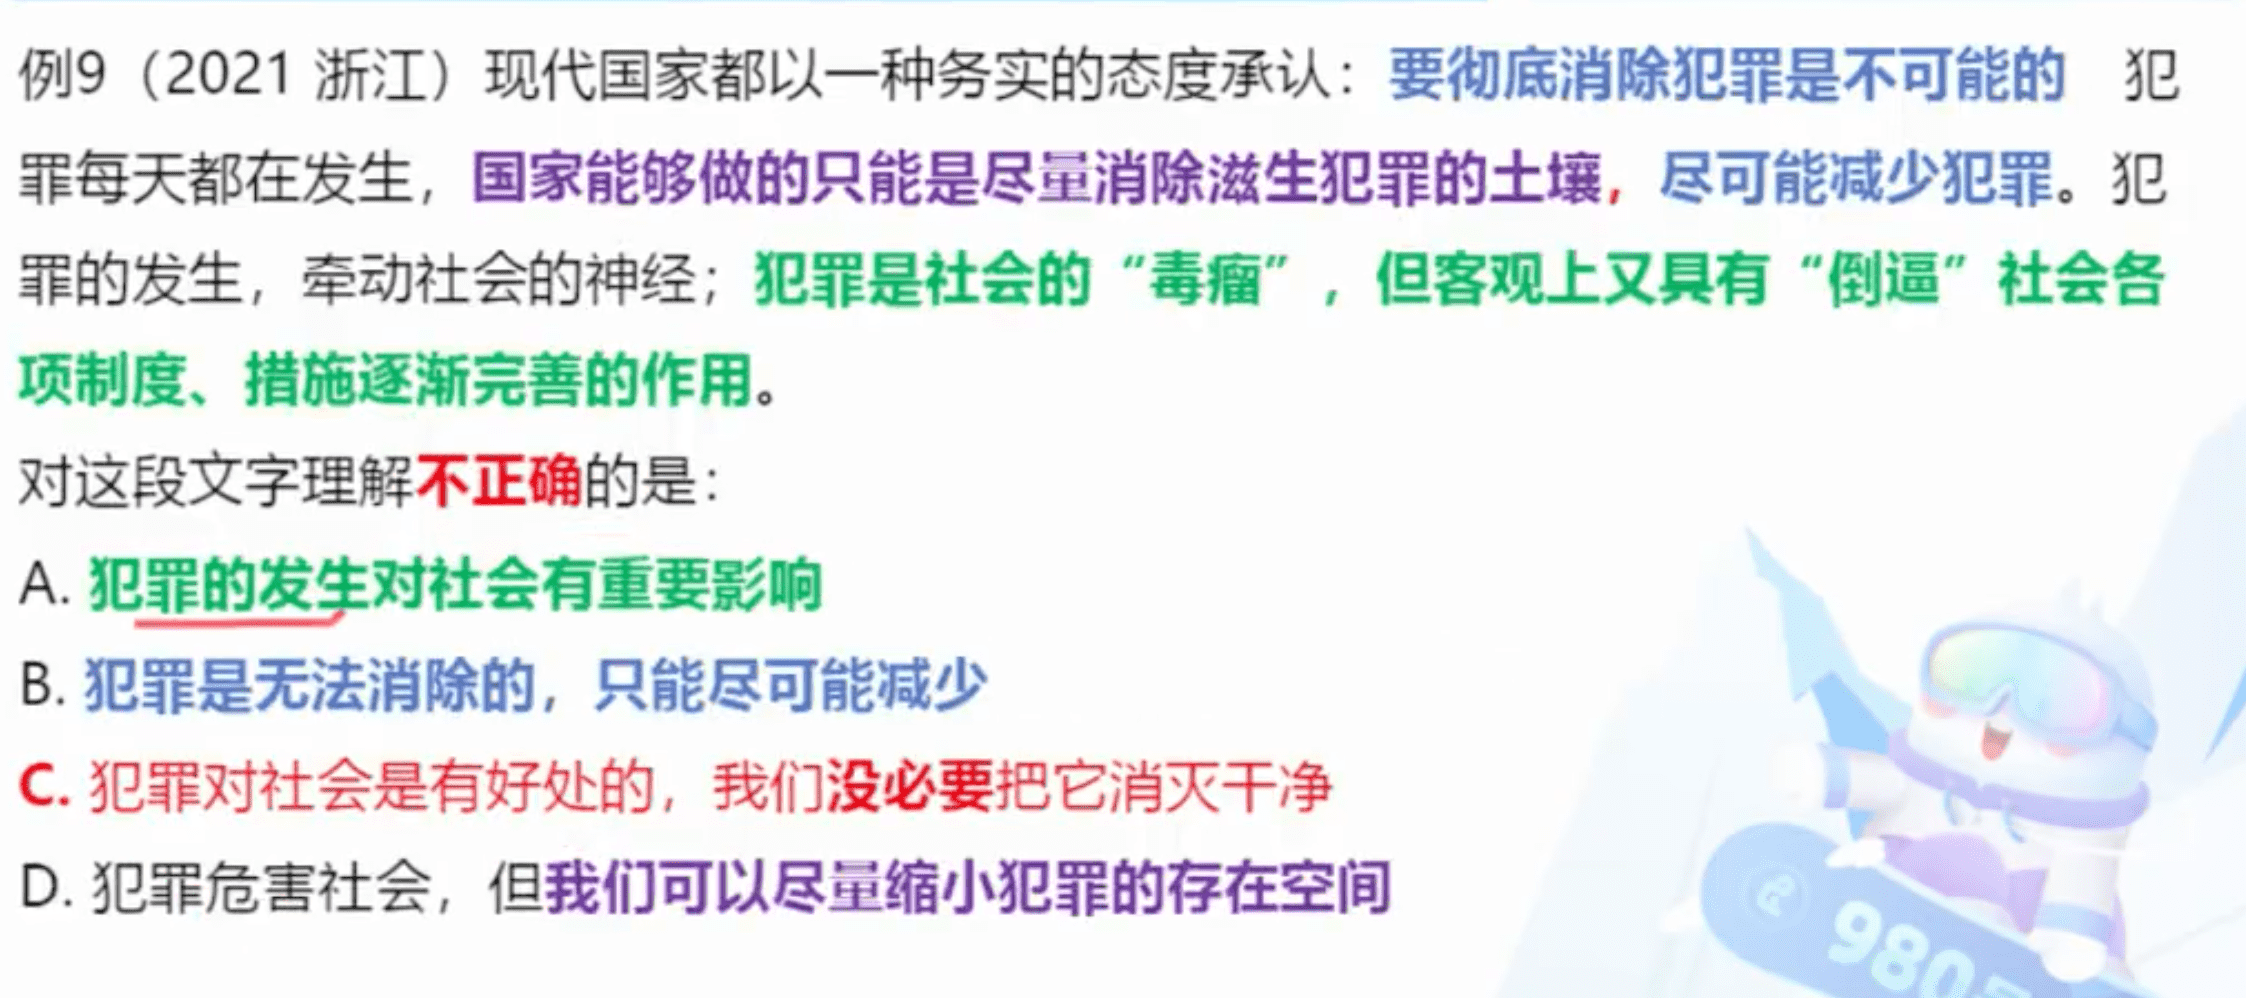 例9（2021 浙江）现代国家都以一种务实的态度承认：要彻底消除犯罪是不可能的 犯
罪每天都在发生，国家能够做的只能是尽量消除滋生犯罪的土壤，尽可能减少犯罪。犯
罪的发生，牵动社会的神经；犯罪是社会的“毒瘤”，但客观上又具有“倒逼”社会各
项制度、措施逐渐完善的作用。
对这段文字理解不正确的是：
A. 犯罪的发生对社会有重要影响
B. 犯罪是无法消除的，只能尽可能减少
C. 犯罪对社会是有好处的，我们没必要把它消灭干净
D. 犯罪危害社会，但我们可以尽量缩小犯罪的存在空间